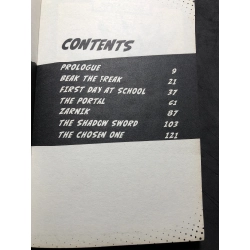 CONTENTS
PROLOGUE 9
BEAK THE FREAK 21
FIRST DAY AT SCHOOL 37
THE PORTAL 61
ZARNIK 87
THE SHADOW SWORD 103
THE CHOSEN ONE 121